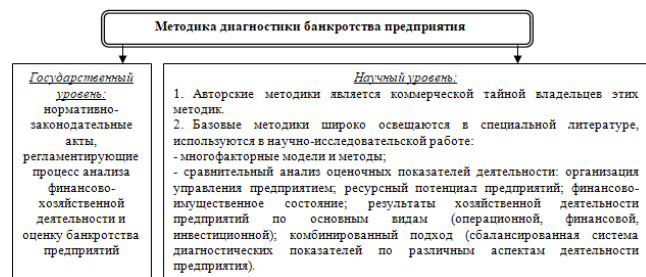 Методика диагностики банкротства предприятия
Государственный
уровень:
нормативно-
законодательные
акты,
регламентирующие
процесс анализа
финансово-
хозяйственной
деятельности и
оценку банкротства
предприятий
Научный уровень:
1. Авторские методики является коммерческой тайной владельцев этих
методик.
2. Базовые методики широко освещаются в специальной литературе,
используются в научно-исследовательской работе:
- многофакторные модели и методы;
- сравнительный анализ оценочных показателей деятельности: организация
управления предприятием; ресурсный потенциал предприятий; финансово-
имущественное состояние; результаты хозяйственной деятельности
предприятий по основным видам (операционной, финансовой,
инвестиционной); комбинированный подход (сбалансированная система
диагностических показателей по различным аспектам деятельности
предприятия).